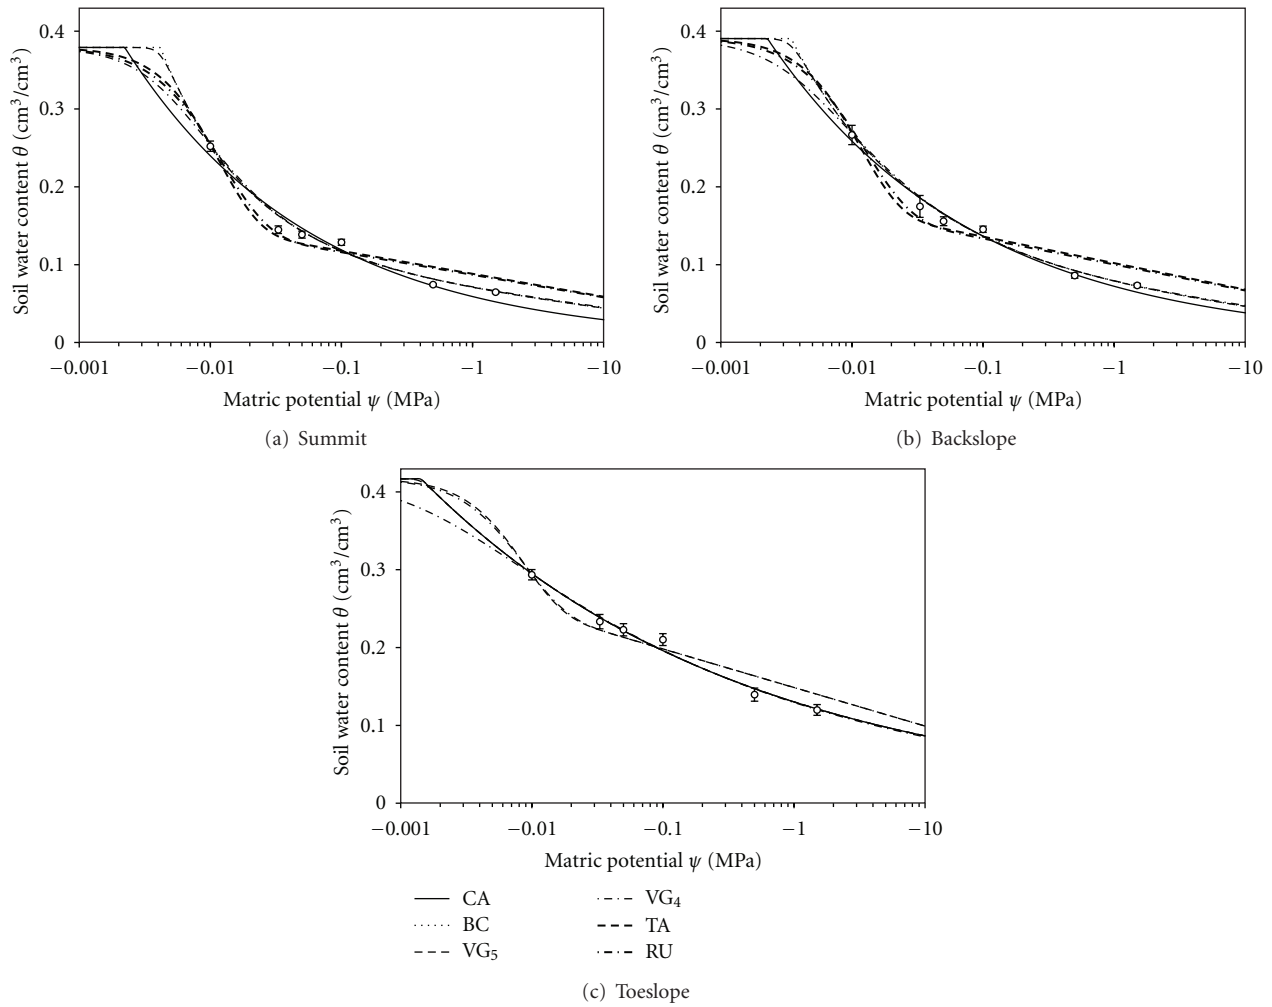 0.4
0.3
0.2
0.1
0
Soil water content θ (cm³/cm³)
−0.001 −0.01 −0.1 −1 −10
Matric potential ψ (MPa)
(a) Summit
0.4
0.3
0.2
0.1
0
Soil water content θ (cm³/cm³)
−0.001 −0.01 −0.1 −1 −10
Matric potential ψ (MPa)
(b) Backslope
0.4
0.3
0.2
0.1
0
Soil water content θ (cm³/cm³)
−0.001 −0.01 −0.1 −1 −10
Matric potential ψ (MPa)
CA
BC
VG₅
VG₄
TA
RU
(c) Toeslope